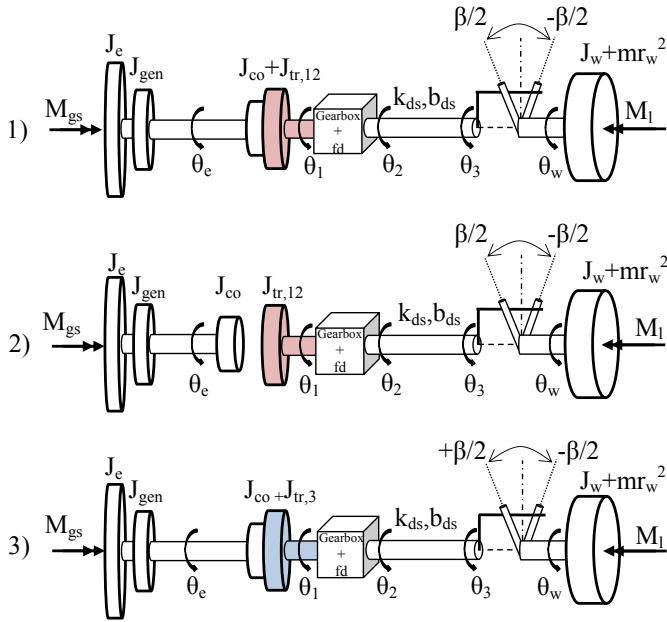 β/2 -β/2
J_e
J_gen
J_co+J_tr,12
J_w+mr_w^2
M_gs
k_ds,b_ds
M_l
1)
Gearbox
+
fd
θ_e θ_1 θ_2 θ_3 θ_w
β/2 -β/2
J_e
J_gen
J_co
J_tr,12
J_w+mr_w^2
M_gs
k_ds,b_ds
M_l
2)
Gearbox
+
fd
θ_e θ_1 θ_2 θ_3 θ_w
+β/2 -β/2
J_e
J_gen
J_co+J_tr,3
J_w+mr_w^2
M_gs
k_ds,b_ds
M_l
3)
Gearbox
+
fd
θ_e θ_1 θ_2 θ_3 θ_w